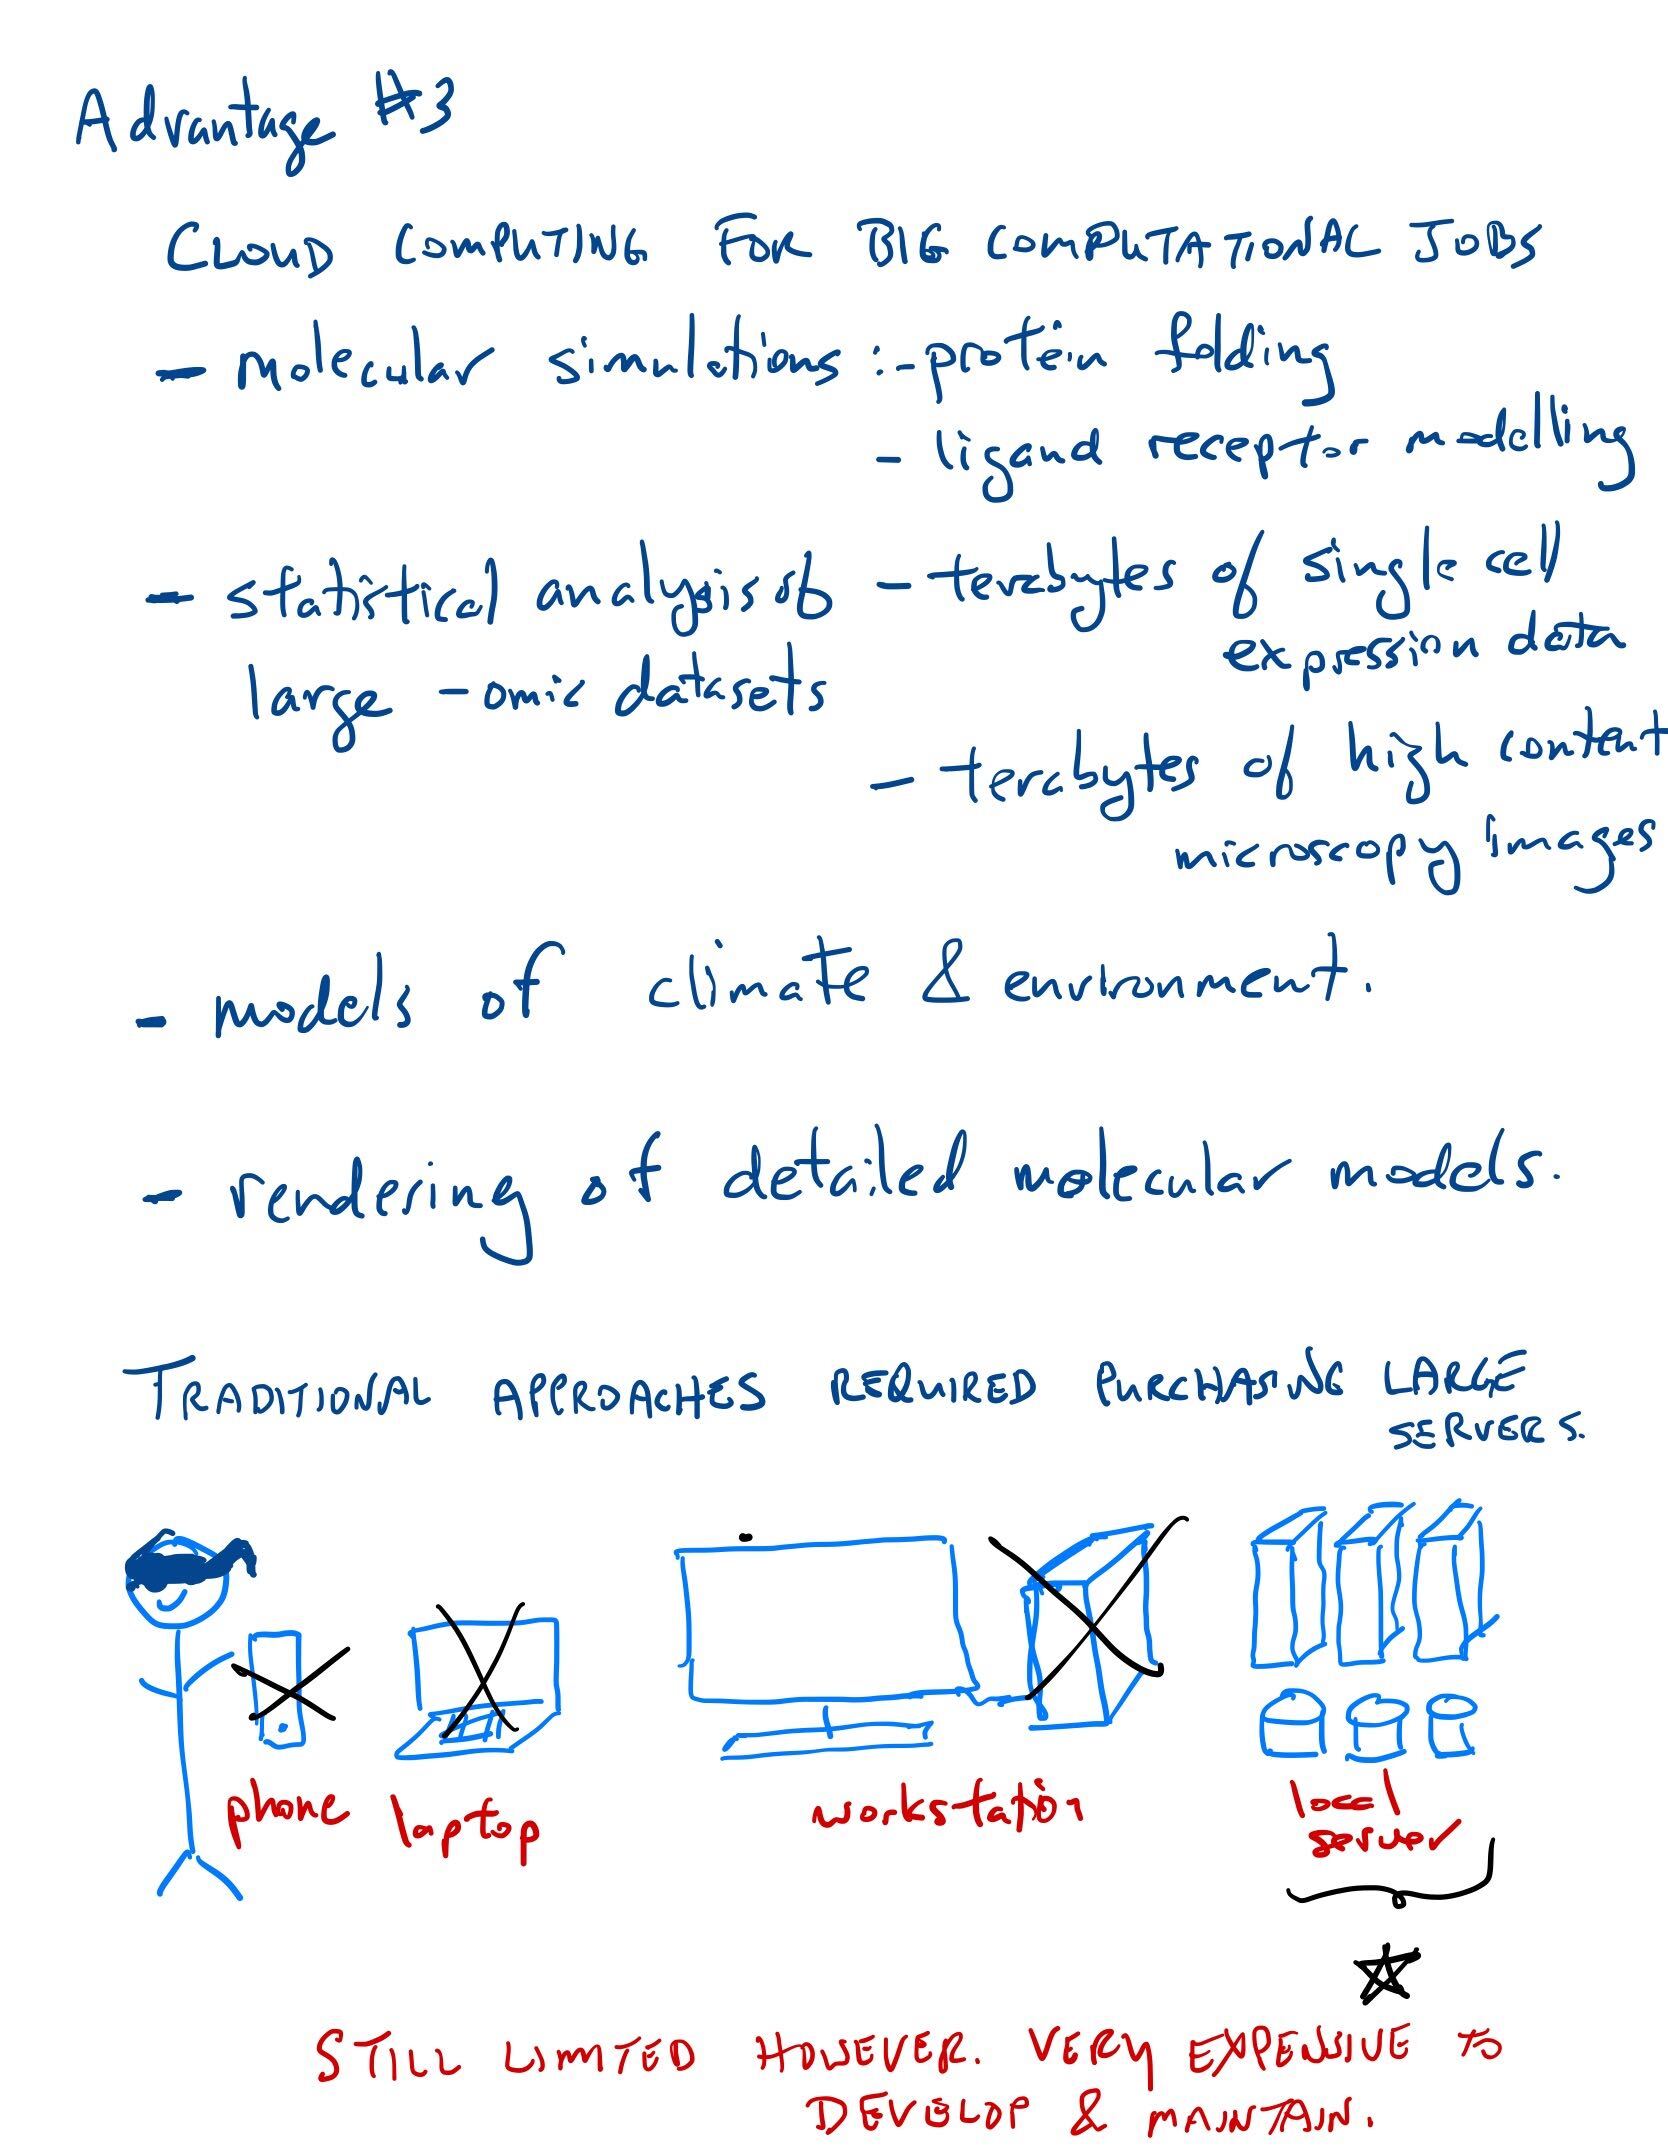 Advantage #3
CLOUD COMPUTING FOR BIG COMPUTATIONAL JOBS
- molecular simulations : - protein folding
- ligand receptor modelling
- statistical analysis of
large -omic datasets
- terabytes of single cell
expression data
- terabytes of high content
microscopy images
- models of climate & environment.
- rendering of detailed molecular models.
TRADITIONAL APPROACHES REQUIRED PURCHASING LARGE
SERVERS.
phone
laptop
workstation
local
server
STILL LIMITED HOWEVER. VERY EXPENSIVE TO
DEVELOP & MAINTAIN.